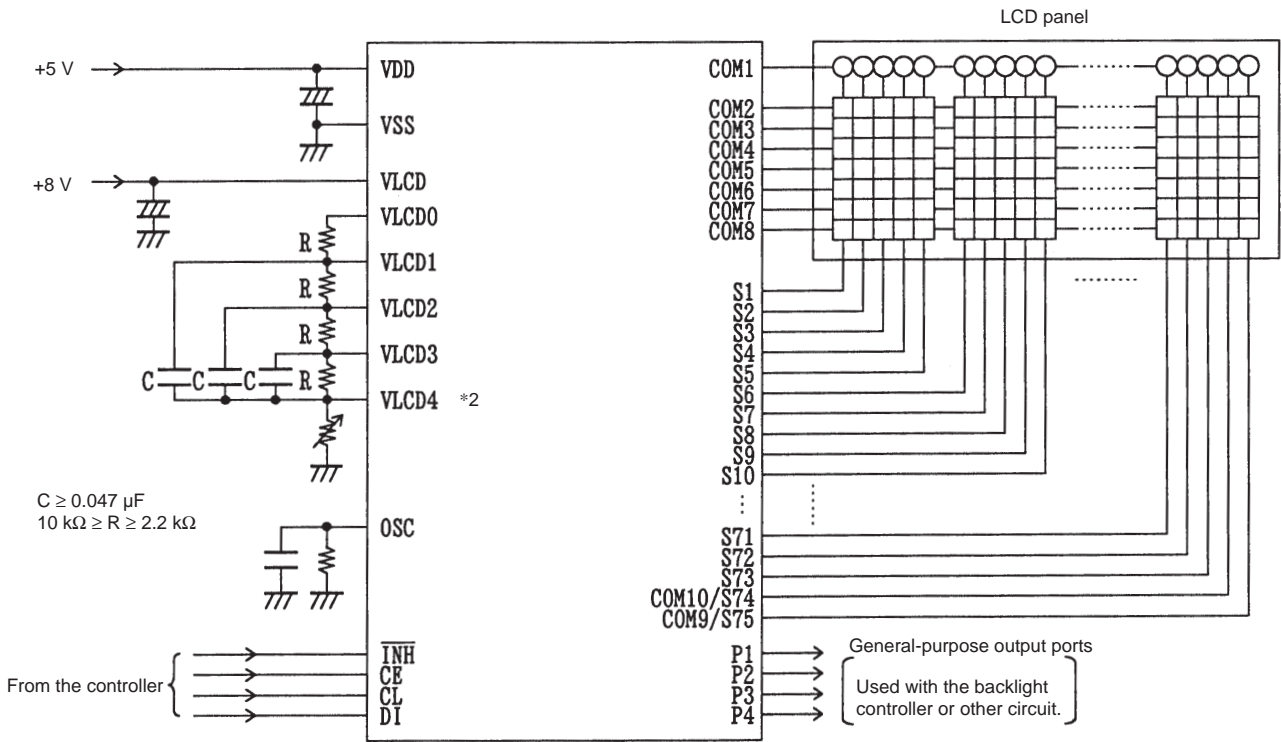 LCD panel
+5 V
VDD
VSS
+8 V
VLCD
VLCD0
R
VLCD1
R
VLCD2
R
VLCD3
C
C
C
R
VLCD4
*2
C ≥ 0.047 µF
10 kΩ ≥ R ≥ 2.2 kΩ
OSC
From the controller
INH
CE
CL
DI
COM1
COM2
COM3
COM4
COM5
COM6
COM7
COM8
S1
S2
S3
S4
S5
S6
S7
S8
S9
S10
S71
S72
S73
COM10/S74
COM9/S75
P1
P2
P3
P4
General-purpose output ports
Used with the backlight
controller or other circuit.